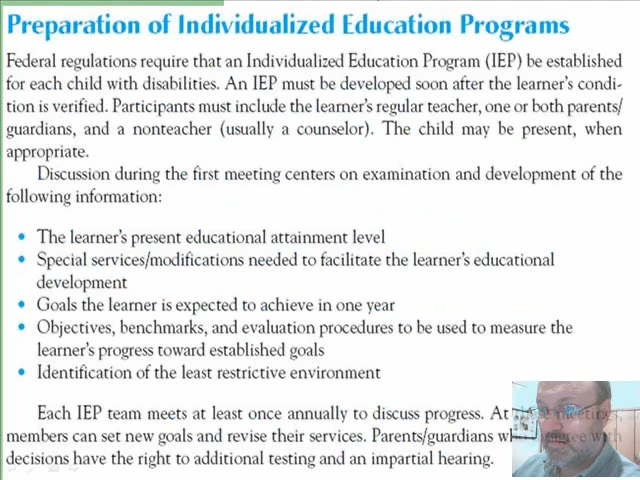 Preparation of Individualized Education Programs
Federal regulations require that an Individualized Education Program (IEP) be established
for each child with disabilities. An IEP must be developed soon after the learner's condi-
tion is verified. Participants must include the learner's regular teacher, one or both parents/
guardians, and a nonteacher (usually a counselor). The child may be present, when
appropriate.
Discussion during the first meeting centers on examination and development of the
following information:
• The learner's present educational attainment level
• Special services/modifications needed to facilitate the learner's educational
development
• Goals the learner is expected to achieve in one year
• Objectives, benchmarks, and evaluation procedures to be used to measure the
learner's progress toward established goals
• Identification of the least restrictive environment
Each IEP team meets at least once annually to discuss progress. At these meetings,
members can set new goals and revise their services. Parents/guardians who disagree with
decisions have the right to additional testing and an impartial hearing.